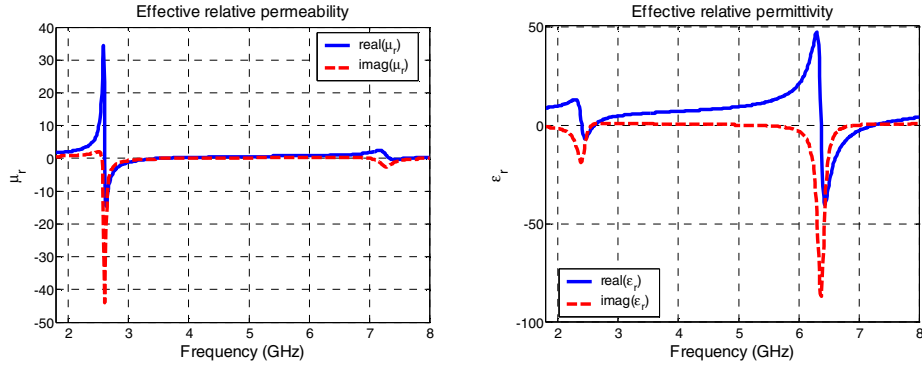 Effective relative permeability
40
30
20
10
0
-10
-20
-30
-40
-50
μr
real(μr)
imag(μr)
2
3
4
5
6
7
8
Frequency (GHz)
Effective relative permittivity
50
0
-50
-100
εr
real(εr)
imag(εr)
2
3
4
5
6
7
8
Frequency (GHz)